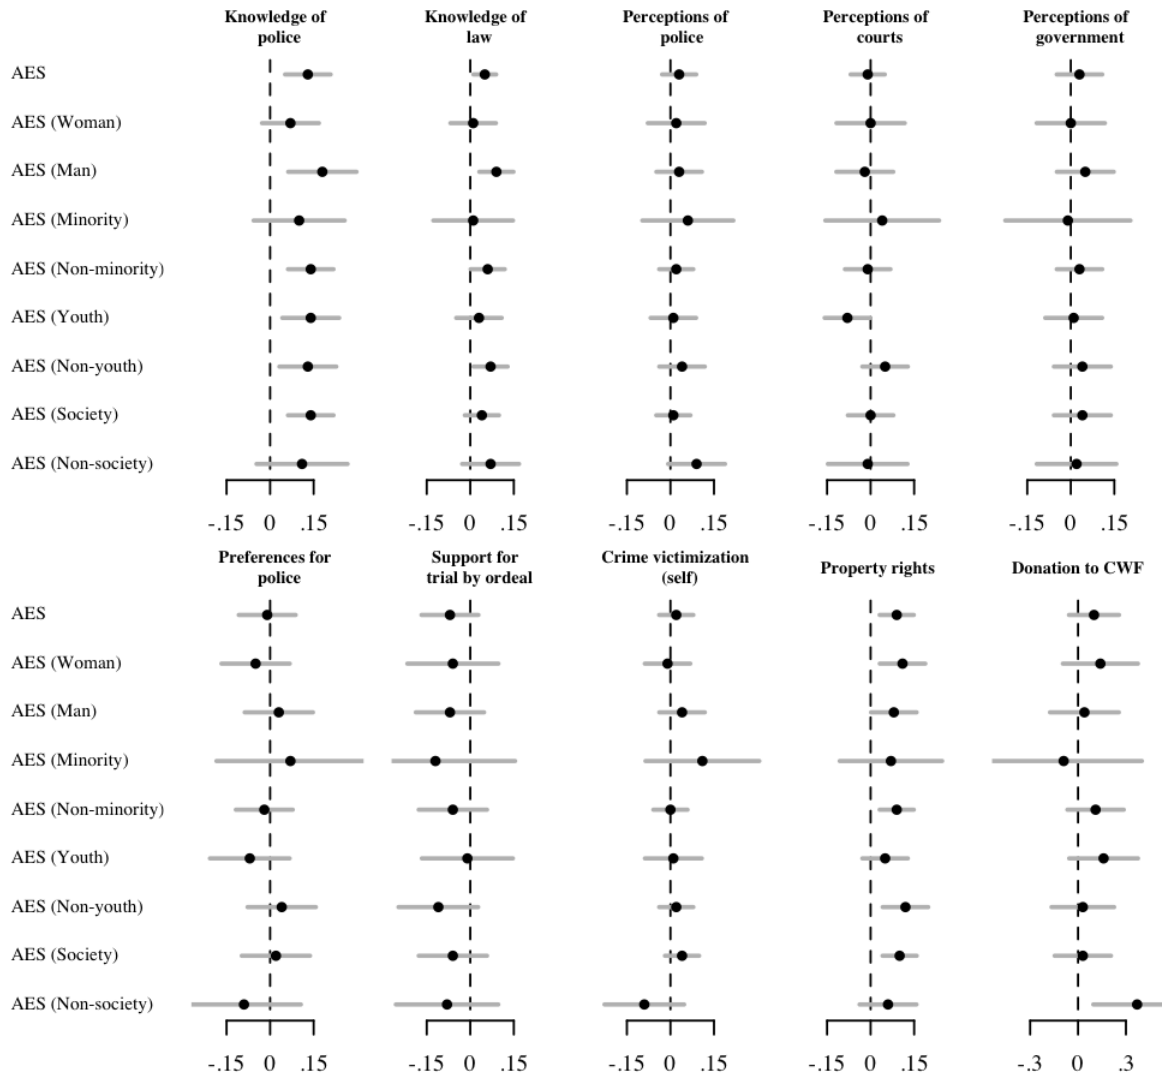 Knowledge of
police
Knowledge of
law
Perceptions of
police
Perceptions of
courts
Perceptions of
government
AES
AES (Woman)
AES (Man)
AES (Minority)
AES (Non-minority)
AES (Youth)
AES (Non-youth)
AES (Society)
AES (Non-society)
-.15 0 .15
-.15 0 .15
-.15 0 .15
-.15 0 .15
-.15 0 .15
Preferences for
police
Support for
trial by ordeal
Crime victimization
(self)
Property rights
Donation to CWF
AES
AES (Woman)
AES (Man)
AES (Minority)
AES (Non-minority)
AES (Youth)
AES (Non-youth)
AES (Society)
AES (Non-society)
-.15 0 .15
-.15 0 .15
-.15 0 .15
-.15 0 .15
-.3 0 .3